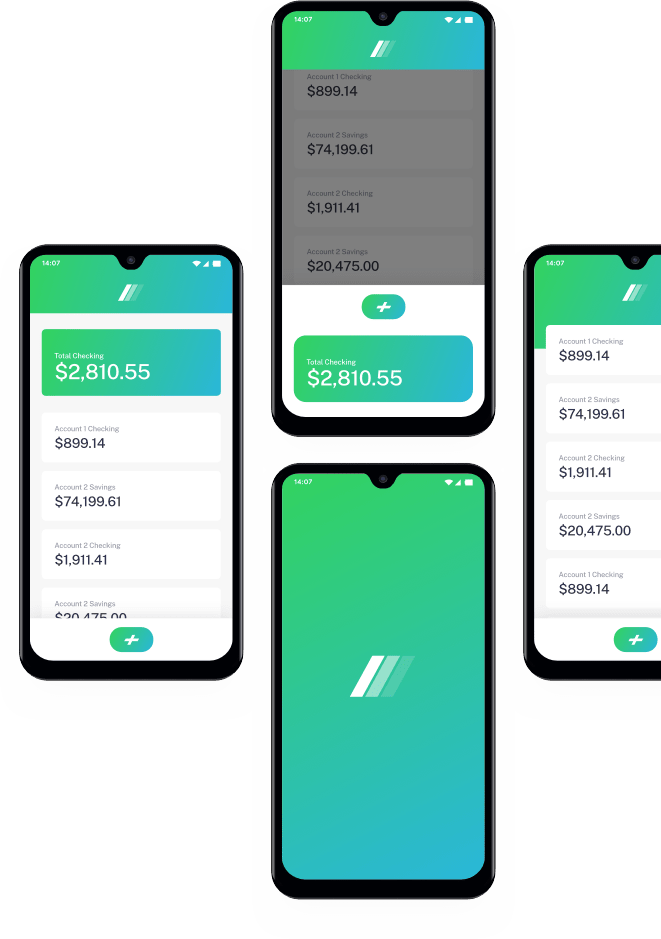 14:07
Account 1 Checking
$899.14
Account 2 Savings
$74,199.61
Account 2 Checking
$1,911.41
Account 2 Savings
$20,475.00
Total Checking
$2,810.55
14:07
Total Checking
$2,810.55
Account 1 Checking
$899.14
Account 2 Savings
$74,199.61
Account 2 Checking
$1,911.41
Account 2 Savings
$20,475.00
14:07
Account 1 Checking
$899.14
Account 2 Savings
$74,199.61
Account 2 Checking
$1,911.41
Account 2 Savings
$20,475.00
Account 1 Checking
$899.14
14:07